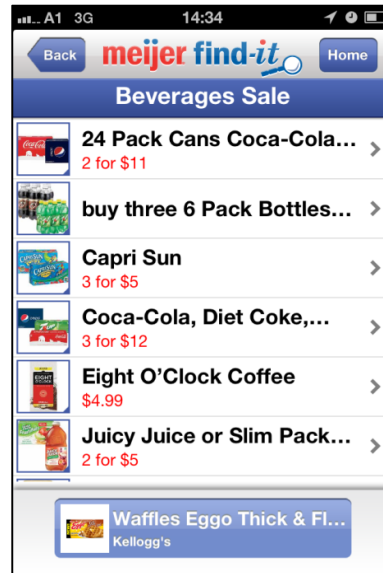 A1 3G 14:34
Back meijer find-it Home
Beverages Sale
24 Pack Cans Coca-Cola...
2 for $11
buy three 6 Pack Bottles...
Capri Sun
3 for $5
Coca-Cola, Diet Coke,...
3 for $12
Eight O'Clock Coffee
$4.99
Juicy Juice or Slim Pack...
2 for $5
Waffles Eggo Thick & Fl...
Kellogg's